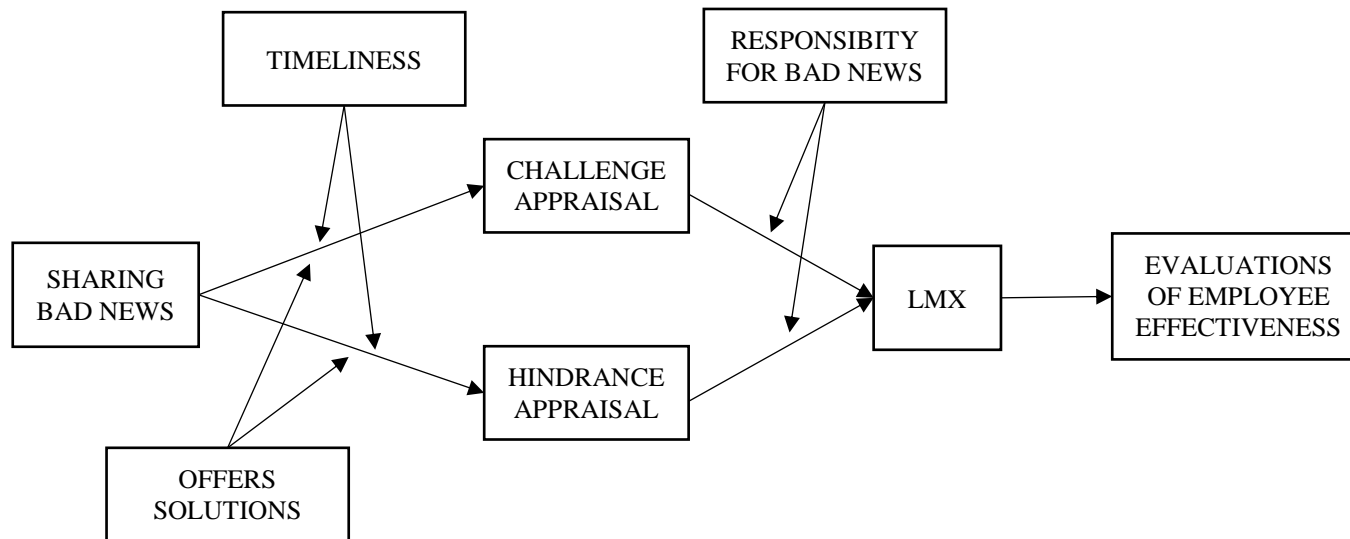 TIMELINESS
RESPONSIBITY
FOR BAD NEWS
CHALLENGE
APPRAISAL
SHARING
BAD NEWS
LMX
EVALUATIONS
OF EMPLOYEE
EFFECTIVENESS
HINDRANCE
APPRAISAL
OFFERS
SOLUTIONS